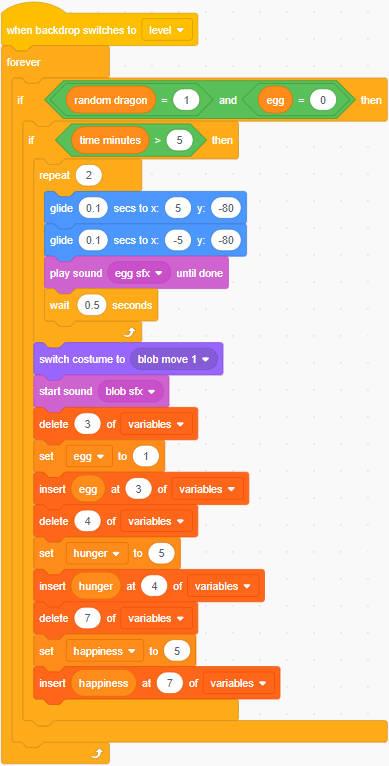 when backdrop switches to level
forever
if random dragon = 1 and egg = 0 then
if time minutes > 5 then
repeat 2
glide 0.1 secs to x: 5 y: -80
glide 0.1 secs to x: -5 y: -80
play sound egg sfx until done
wait 0.5 seconds
switch costume to blob move 1
start sound blob sfx
delete 3 of variables
set egg to 1
insert egg at 3 of variables
delete 4 of variables
set hunger to 5
insert hunger at 4 of variables
delete 7 of variables
set happiness to 5
insert happiness at 7 of variables